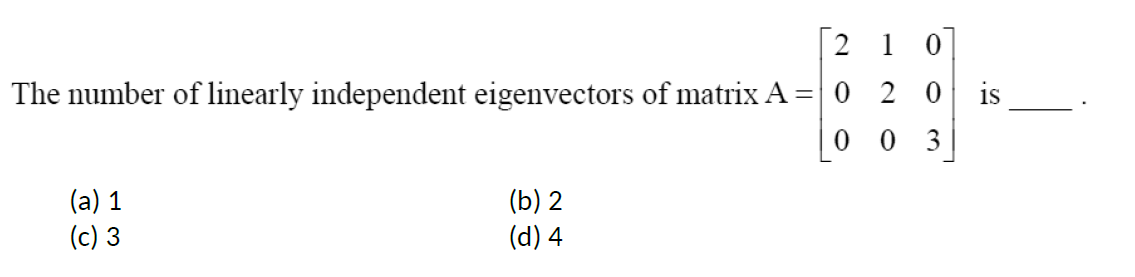 The number of linearly independent eigenvectors of matrix A = [2 1 0
0 2 0
0 0 3] is ____ .
(a) 1 (b) 2
(c) 3 (d) 4